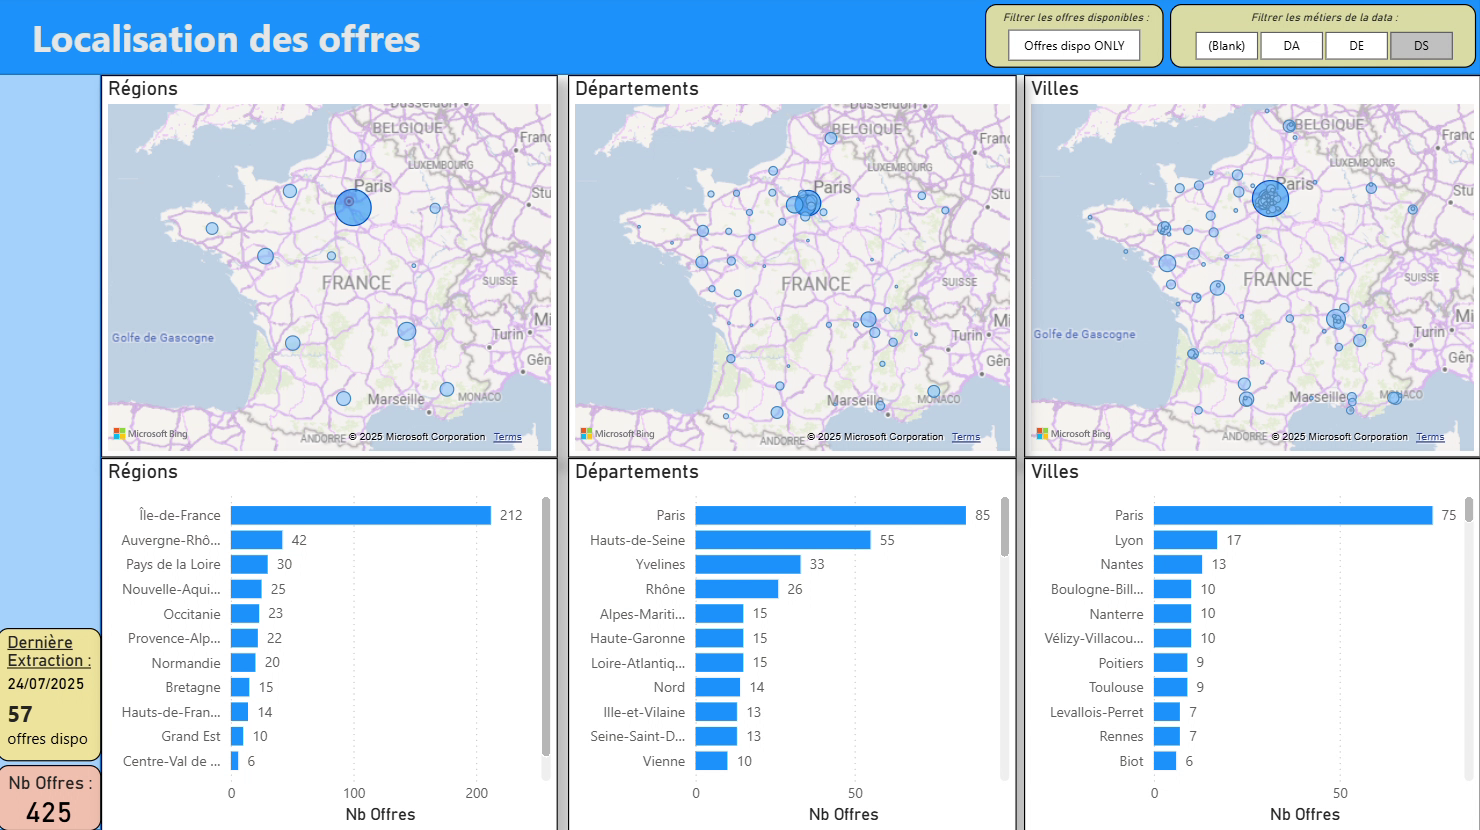 Localisation des offres
Filtrer les offres disponibles :
Offres dispo ONLY
Filtrer les métiers de la data :
(Blank)
DA
DE
DS
Régions
Dusseldorf
BELGIQUE
Franc
LUXEMBOURG
Paris
Stu
FRANCE
SUISSE
Mi
Golfe de Gascogne
Turin
Gên
Marseille
MONACO
Microsoft Bing
ANDORRE
© 2025 Microsoft Corporation
Terms
Départements
Dusseldorf
BELGIQUE
Fran
LUXEMBOURG
Paris
Stu
FRANCE
SUISSE
Mi
Golfe de Gascogne
Turin
Gên
Marseille
MONACO
Microsoft Bing
ANDORRE
© 2025 Microsoft Corporation
Terms
Villes
BELGIQUE
Franc
LUXEMBOURG
Paris
Stu
FRANCE
SUISSE
Mi
Golfe de Gascogne
Turin
Gên
Marseille
MONACO
Microsoft Bing
ANDORRE
© 2025 Microsoft Corporation
Terms
Régions
Île-de-France 212
Auvergne-Rhô... 42
Pays de la Loire 30
Nouvelle-Aqui... 25
Occitanie 23
Provence-Alp... 22
Normandie 20
Bretagne 15
Hauts-de-Fran... 14
Grand Est 10
Centre-Val de ... 6
0 100 200
Nb Offres
Départements
Paris 85
Hauts-de-Seine 55
Yvelines 33
Rhône 26
Alpes-Mariti... 15
Haute-Garonne 15
Loire-Atlantiq... 15
Nord 14
Ille-et-Vilaine 13
Seine-Saint-D... 13
Vienne 10
0 50
Nb Offres
Villes
Paris 75
Lyon 17
Nantes 13
Boulogne-Bill... 10
Nanterre 10
Vélizy-Villacou... 10
Poitiers 9
Toulouse 9
Levallois-Perret 7
Rennes 7
Biot 6
0 50
Nb Offres
Dernière
Extraction :
24/07/2025
57
offres dispo
Nb Offres :
425